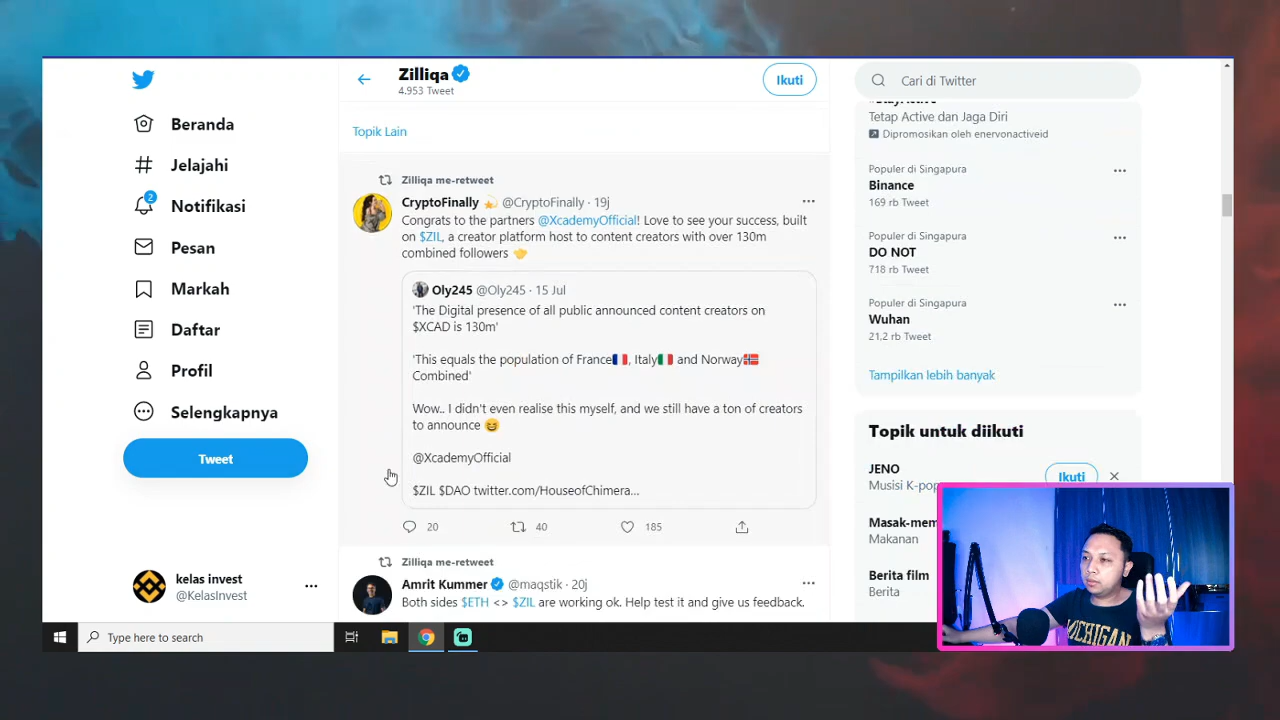 Zilliqa
4.953 Tweet
Ikuti
Cari di Twitter
Beranda
Jelajahi
2
Notifikasi
Pesan
Markah
Daftar
Profil
Selengkapnya
Tweet
kelas invest
@KelasInvest
Topik Lain
Zilliqa me-retweet
CryptoFinally @CryptoFinally · 19j
Congrats to the partners @XcademyOfficial! Love to see your success, built
on $ZIL, a creator platform host to content creators with over 130m
combined followers
Oly245 @Oly245 · 15 Jul
'The Digital presence of all public announced content creators on
$XCAD is 130m'
'This equals the population of France, Italy and Norway
Combined'
Wow.. I didn't even realise this myself, and we still have a ton of creators
to announce
@XcademyOfficial
$ZIL $DAO twitter.com/HouseofChimera...
20
40
185
Zilliqa me-retweet
Amrit Kummer @maqstik · 20j
Both sides $ETH <> $ZIL are working ok. Help test it and give us feedback.
Tetap Active dan Jaga Diri
Dipromosikan oleh enervonactiveid
Populer di Singapura
Binance
169 rb Tweet
Populer di Singapura
DO NOT
718 rb Tweet
Populer di Singapura
Wuhan
21,2 rb Tweet
Tampilkan lebih banyak
Topik untuk diikuti
JENO
Musisi K-pop
Ikuti
Masak-mem
Makanan
Berita film
Berita
Type here to search
MICHIGAN